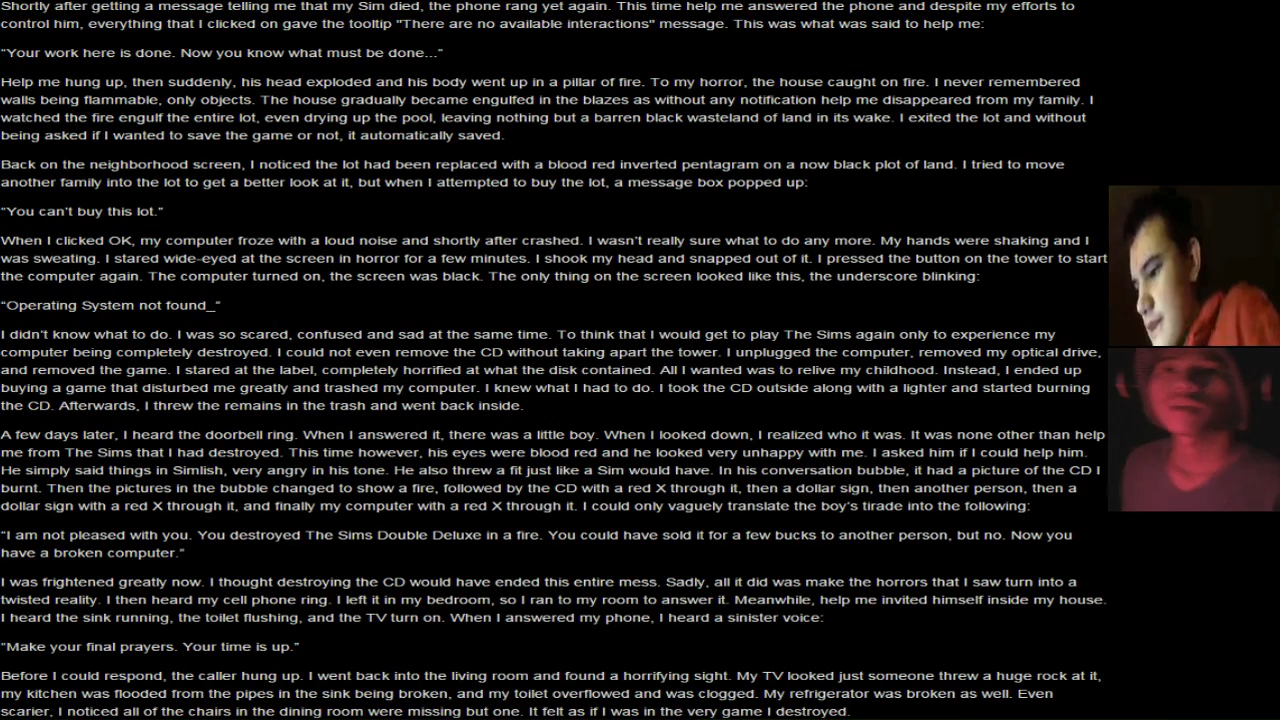 Shortly after getting a message telling me that my Sim died, the phone rang yet again. This time help me answered the phone and despite my efforts to
control him, everything that I clicked on gave the tooltip "There are no available interactions" message. This was what was said to help me:
“Your work here is done. Now you know what must be done...”
Help me hung up, then suddenly, his head exploded and his body went up in a pillar of fire. To my horror, the house caught on fire. I never remembered
walls being flammable, only objects. The house gradually became engulfed in the blazes as without any notification help me disappeared from my family. I
watched the fire engulf the entire lot, even drying up the pool, leaving nothing but a barren black wasteland of land in its wake. I exited the lot and without
being asked if I wanted to save the game or not, it automatically saved.
Back on the neighborhood screen, I noticed the lot had been replaced with a blood red inverted pentagram on a now black plot of land. I tried to move
another family into the lot to get a better look at it, but when I attempted to buy the lot, a message box popped up:
“You can’t buy this lot.”
When I clicked OK, my computer froze with a loud noise and shortly after crashed. I wasn’t really sure what to do any more. My hands were shaking and I
was sweating. I stared wide-eyed at the screen in horror for a few minutes. I shook my head and snapped out of it. I pressed the button on the tower to start
the computer again. The computer turned on, the screen was black. The only thing on the screen looked like this, the underscore blinking:
“Operating System not found_”
I didn’t know what to do. I was so scared, confused and sad at the same time. To think that I would get to play The Sims again only to experience my
computer being completely destroyed. I could not even remove the CD without taking apart the tower. I unplugged the computer, removed my optical drive,
and removed the game. I stared at the label, completely horrified at what the disk contained. All I wanted was to relive my childhood. Instead, I ended up
buying a game that disturbed me greatly and trashed my computer. I knew what I had to do. I took the CD outside along with a lighter and started burning
the CD. Afterwards, I threw the remains in the trash and went back inside.
A few days later, I heard the doorbell ring. When I answered it, there was a little boy. When I looked down, I realized who it was. It was none other than help
me from The Sims that I had destroyed. This time however, his eyes were blood red and he looked very unhappy with me. I asked him if I could help him.
He simply said things in Simlish, very angry in his tone. He also threw a fit just like a Sim would have. In his conversation bubble, it had a picture of the CD I
burnt. Then the pictures in the bubble changed to show a fire, followed by the CD with a red X through it, then a dollar sign, then another person, then a
dollar sign with a red X through it, and finally my computer with a red X through it. I could only vaguely translate the boy’s tirade into the following:
“I am not pleased with you. You destroyed The Sims Double Deluxe in a fire. You could have sold it for a few bucks to another person, but no. Now you
have a broken computer.”
I was frightened greatly now. I thought destroying the CD would have ended this entire mess. Sadly, all it did was make the horrors that I saw turn into a
twisted reality. I then heard my cell phone ring. I left it in my bedroom, so I ran to my room to answer it. Meanwhile, help me invited himself inside my house.
I heard the sink running, the toilet flushing, and the TV turn on. When I answered my phone, I heard a sinister voice:
“Make your final prayers. Your time is up.”
Before I could respond, the caller hung up. I went back into the living room and found a horrifying sight. My TV looked just someone threw a huge rock at it,
my kitchen was flooded from the pipes in the sink being broken, and my toilet overflowed and was clogged. My refrigerator was broken as well. Even
scarier, I noticed all of the chairs in the dining room were missing but one. It felt as if I was in the very game I destroyed.